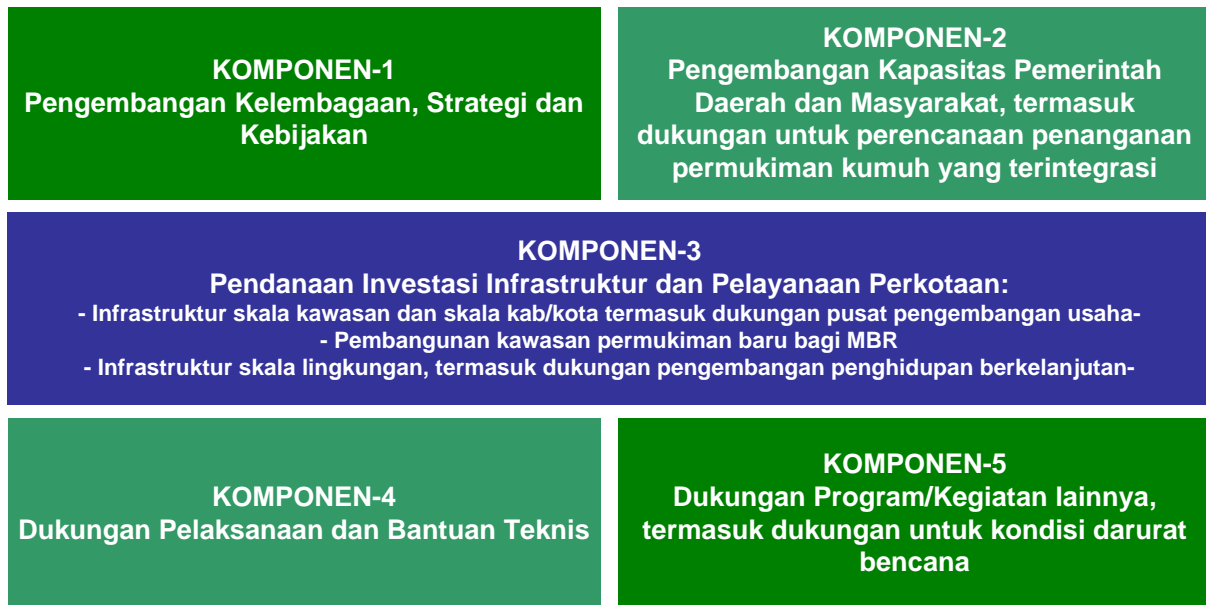 KOMPONEN-1
Pengembangan Kelembagaan, Strategi dan
Kebijakan
KOMPONEN-2
Pengembangan Kapasitas Pemerintah
Daerah dan Masyarakat, termasuk
dukungan untuk perencanaan penanganan
permukiman kumuh yang terintegrasi
KOMPONEN-3
Pendanaan Investasi Infrastruktur dan Pelayanan Perkotaan:
- Infrastruktur skala kawasan dan skala kab/kota termasuk dukungan pusat pengembangan usaha-
- Pembangunan kawasan permukiman baru bagi MBR
- Infrastruktur skala lingkungan, termasuk dukungan pengembangan penghidupan berkelanjutan-
KOMPONEN-4
Dukungan Pelaksanaan dan Bantuan Teknis
KOMPONEN-5
Dukungan Program/Kegiatan lainnya,
termasuk dukungan untuk kondisi darurat
bencana